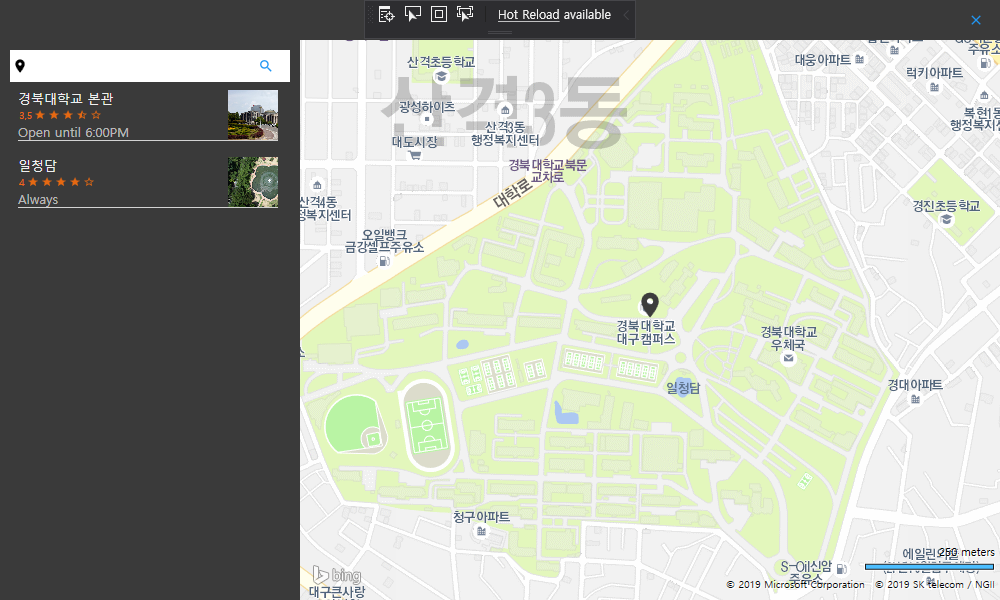 Hot Reload available
경북대학교 본관
3,5
Open until 6:00PM
일청담
4
Always
산격초등학교
산격3동
광성하이츠
대도시장
산격3동
행정복지센터
대웅아파트
럭키아파트
주유소
복현1동
행정복지센
경북대학교북문
교차로
대학로
산격4동
정복지센터
오일뱅크
금강셀프주유소
경진초등학교
경북대학교
대구캠퍼스
경북대학교
우체국
일청담
경대아파트
청구아파트
에일린의뜰
250 meters
S-Oil신암
주유소
bing
대구큰사랑
© 2019 Microsoft Corporation © 2019 SK telecom / NGII